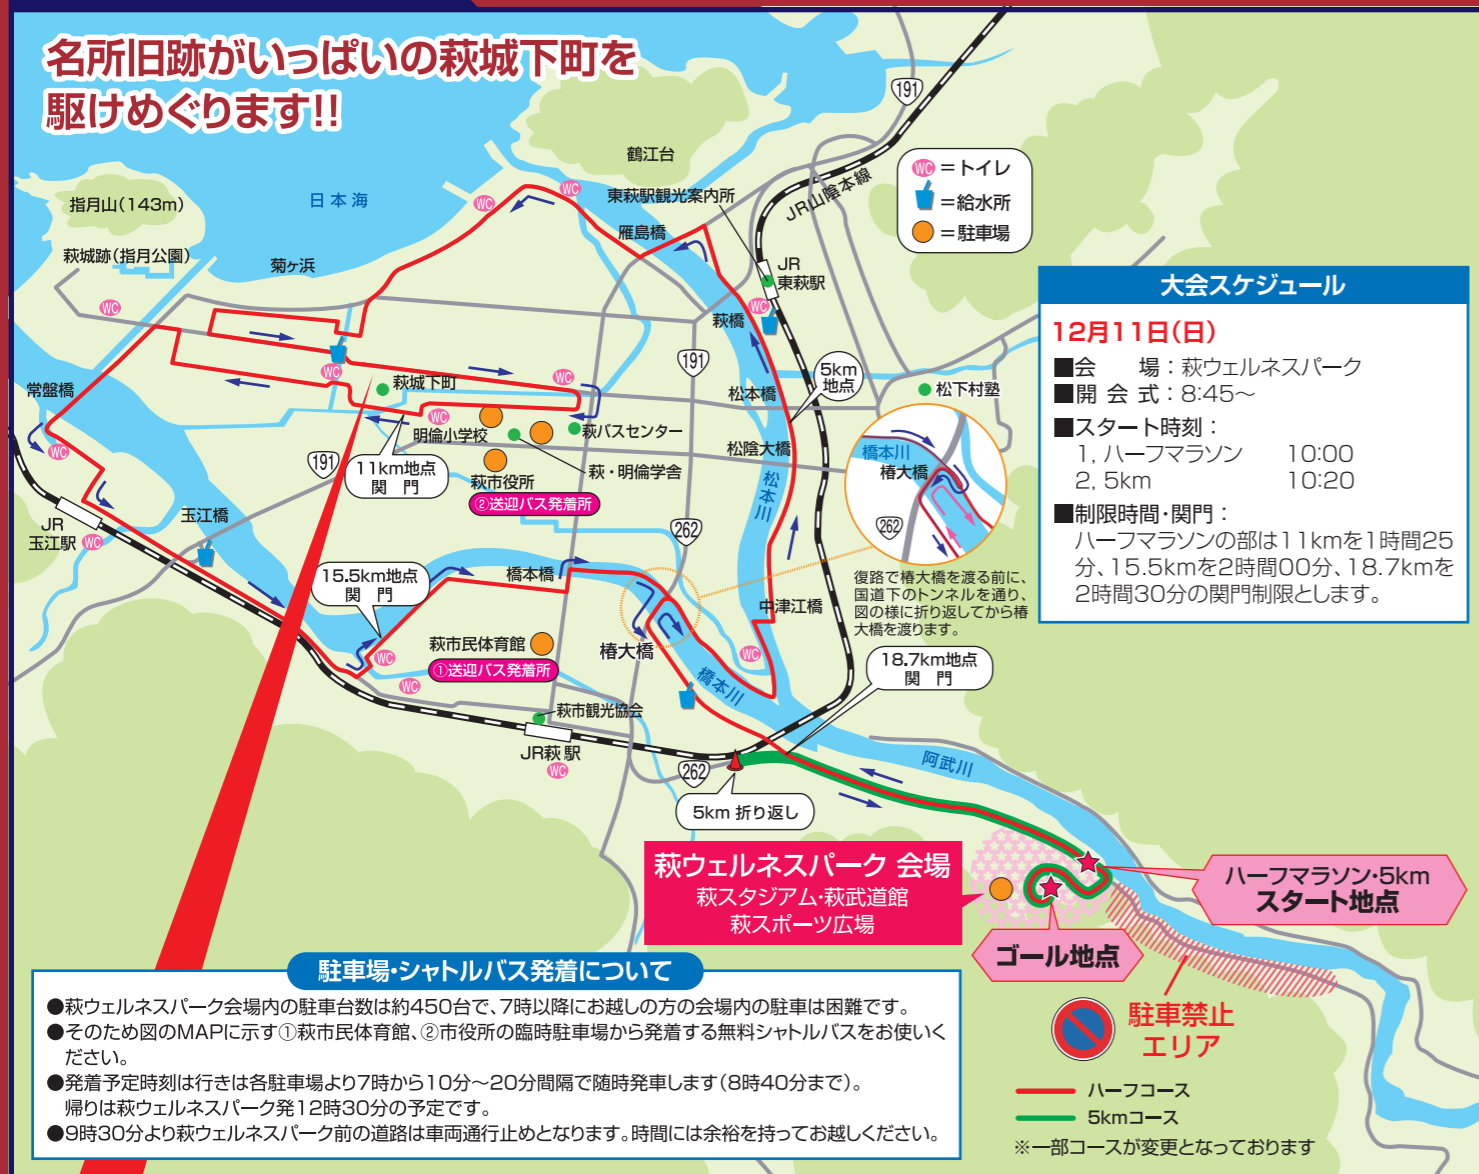 名所旧跡がいっぱいの萩城下町を
駆けめぐります!!
191
鶴江台
WC =トイレ
=給水所
=駐車場
指月山(143m)
日本海
WC
WC
東萩駅観光案内所
JR山陰本線
雁島橋
萩城跡(指月公園)
菊ヶ浜
JR
東萩駅
WC
WC
萩橋
大会スケジュール
12月11日(日)
■会　場：萩ウェルネスパーク
■開会式：8:45〜
■スタート時刻：
1, ハーフマラソン　10:00
2, 5km　10:20
■制限時間・関門：
ハーフマラソンの部は11kmを1時間25
分、15.5kmを2時間00分、18.7kmを
2時間30分の関門制限とします。
191
5km
地点
常盤橋
WC
萩城下町
WC
松本橋
松下村塾
WC
明倫小学校
萩バスセンター
松陰大橋
橋本川
椿大橋
262
WC
191
11km地点
関　門
萩市役所
萩・明倫学舎
②送迎バス発着所
松本川
JR
玉江駅
WC
玉江橋
262
15.5km地点
関　門
橋本橋
復路で椿大橋を渡る前に、
国道下のトンネルを通り、
図の様に折り返してから椿
大橋を渡ります。
中津江橋
萩市民体育館
①送迎バス発着所
椿大橋
WC
WC
WC
橋本川
18.7km地点
関　門
萩市観光協会
JR萩駅
WC
262
阿武川
5km 折り返し
萩ウェルネスパーク 会場
萩スタジアム・萩武道館
萩スポーツ広場
ハーフマラソン・5km
スタート地点
ゴール地点
駐車禁止
エリア
駐車場・シャトルバス発着について
●萩ウェルネスパーク会場内の駐車台数は約450台で、7時以降にお越しの方の会場内の駐車は困難です。
●そのため図のMAPに示す①萩市民体育館、②市役所の臨時駐車場から発着する無料シャトルバスをお使いく
ださい。
●発着予定時刻は行きは各駐車場より7時から10分〜20分間隔で随時発車します(8時40分まで)。
帰りは萩ウェルネスパーク発12時30分の予定です。
●9時30分より萩ウェルネスパーク前の道路は車両通行止めとなります。時間には余裕を持ってお越しください。
ハーフコース
5kmコース
※一部コースが変更となっております